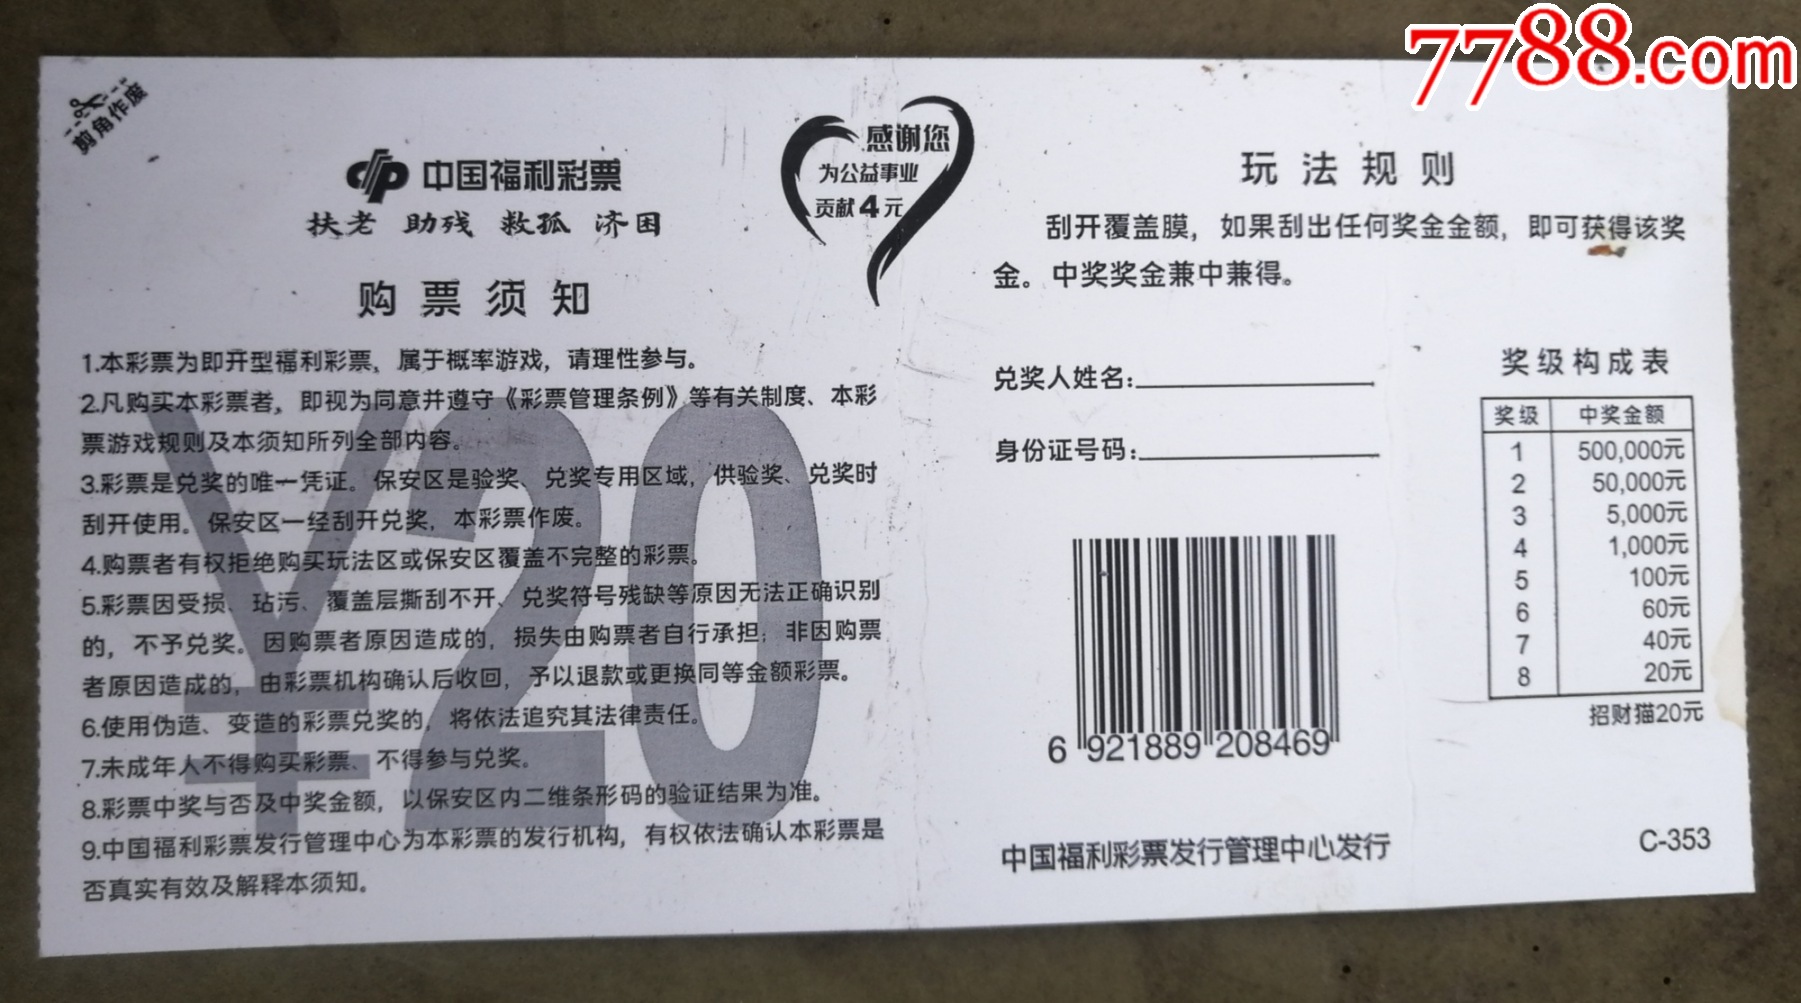 7788.com
剪角作废
中国福利彩票
扶老 助残 救孤 济困
感谢您
为公益事业
贡献4元
购票须知
¥20
1.本彩票为即开型福利彩票，属于概率游戏，请理性参与。
2.凡购买本彩票者，即视为同意并遵守《彩票管理条例》等有关制度、本彩
票游戏规则及本须知所列全部内容。
3.彩票是兑奖的唯一凭证。保安区是验奖、兑奖专用区域，供验奖、兑奖时
刮开使用。保安区一经刮开兑奖，本彩票作废。
4.购票者有权拒绝购买玩法区或保安区覆盖不完整的彩票。
5.彩票因受损、玷污、覆盖层撕刮不开、兑奖符号残缺等原因无法正确识别
的，不予兑奖。因购票者原因造成的，损失由购票者自行承担；非因购票
者原因造成的，由彩票机构确认后收回，予以退款或更换同等金额彩票。
6.使用伪造、变造的彩票兑奖的，将依法追究其法律责任。
7.未成年人不得购买彩票、不得参与兑奖。
8.彩票中奖与否及中奖金额，以保安区内二维条形码的验证结果为准。
9.中国福利彩票发行管理中心为本彩票的发行机构，有权依法确认本彩票是
否真实有效及解释本须知。
玩法规则
刮开覆盖膜，如果刮出任何奖金金额，即可获得该奖
金。中奖奖金兼中兼得。
兑奖人姓名：
身份证号码：
6 921889 208469
中国福利彩票发行管理中心发行
奖级构成表
奖级 中奖金额
1 500,000元
2 50,000元
3 5,000元
4 1,000元
5 100元
6 60元
7 40元
8 20元
招财猫20元
C-353